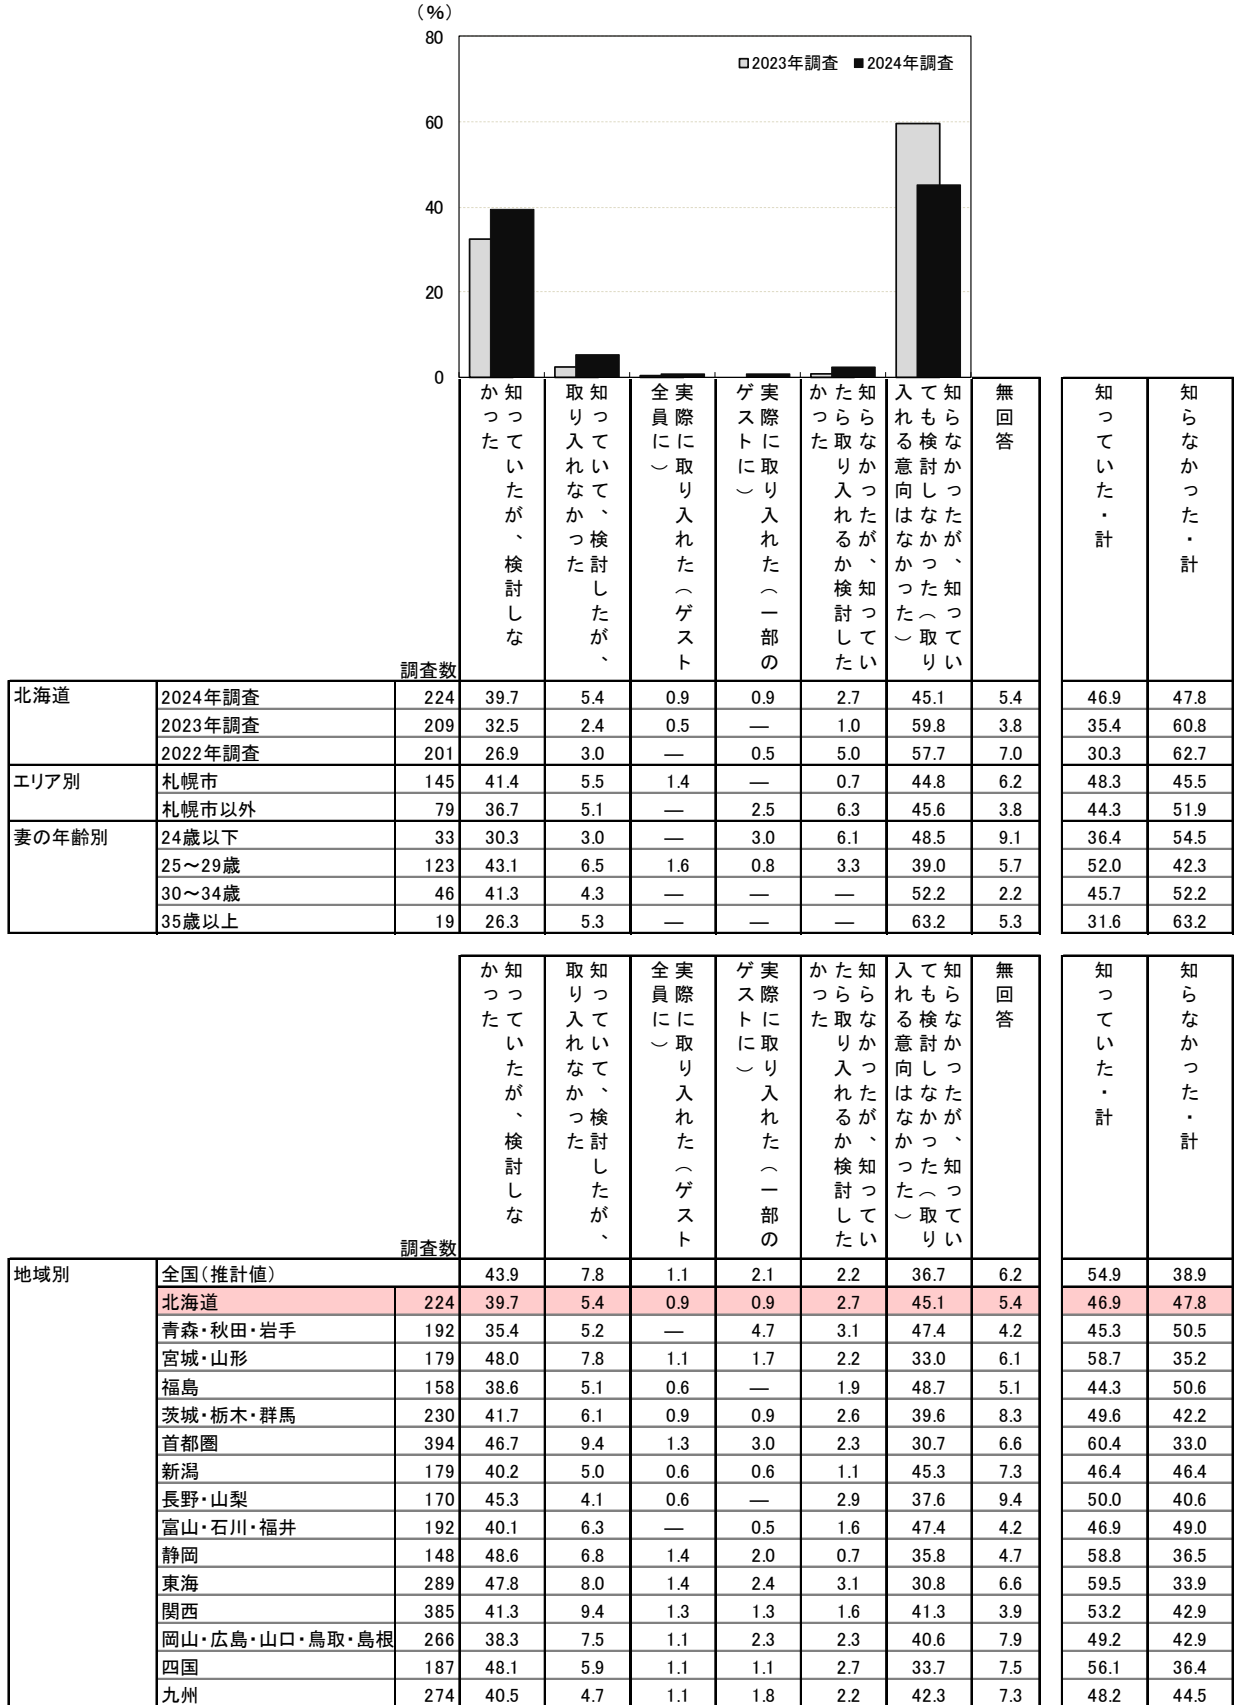 (%)
80
□2023年調査 ■2024年調査
60
40
20
0
調査数
知っていたが、検討しな
かった
知っていて、検討したが、
取り入れなかった
実際に取り入れた（ゲスト
全員に）
実際に取り入れた（一部の
ゲストに）
知らなかったが、知ってい
たら取り入れるか検討した
かった
知らなかったが、知ってい
ても検討しなかった（取り
入れる意向はなかった）
無回答
知っていた・計
知らなかった・計
北海道 2024年調査 224 39.7 5.4 0.9 0.9 2.7 45.1 5.4 46.9 47.8
2023年調査 209 32.5 2.4 0.5 ― 1.0 59.8 3.8 35.4 60.8
2022年調査 201 26.9 3.0 ― 0.5 5.0 57.7 7.0 30.3 62.7
エリア別 札幌市 145 41.4 5.5 1.4 ― 0.7 44.8 6.2 48.3 45.5
札幌市以外 79 36.7 5.1 ― 2.5 6.3 45.6 3.8 44.3 51.9
妻の年齢別 24歳以下 33 30.3 3.0 ― 3.0 6.1 48.5 9.1 36.4 54.5
25～29歳 123 43.1 6.5 1.6 0.8 3.3 39.0 5.7 52.0 42.3
30～34歳 46 41.3 4.3 ― ― ― 52.2 2.2 45.7 52.2
35歳以上 19 26.3 5.3 ― ― ― 63.2 5.3 31.6 63.2
調査数
知っていたが、検討しな
かった
知っていて、検討したが、
取り入れなかった
実際に取り入れた（ゲスト
全員に）
実際に取り入れた（一部の
ゲストに）
知らなかったが、知ってい
たら取り入れるか検討した
かった
知らなかったが、知ってい
ても検討しなかった（取り
入れる意向はなかった）
無回答
知っていた・計
知らなかった・計
地域別 全国(推計値) 43.9 7.8 1.1 2.1 2.2 36.7 6.2 54.9 38.9
北海道 224 39.7 5.4 0.9 0.9 2.7 45.1 5.4 46.9 47.8
青森・秋田・岩手 192 35.4 5.2 ― 4.7 3.1 47.4 4.2 45.3 50.5
宮城・山形 179 48.0 7.8 1.1 1.7 2.2 33.0 6.1 58.7 35.2
福島 158 38.6 5.1 0.6 ― 1.9 48.7 5.1 44.3 50.6
茨城・栃木・群馬 230 41.7 6.1 0.9 0.9 2.6 39.6 8.3 49.6 42.2
首都圏 394 46.7 9.4 1.3 3.0 2.3 30.7 6.6 60.4 33.0
新潟 179 40.2 5.0 0.6 0.6 1.1 45.3 7.3 46.4 46.4
長野・山梨 170 45.3 4.1 0.6 ― 2.9 37.6 9.4 50.0 40.6
富山・石川・福井 192 40.1 6.3 ― 0.5 1.6 47.4 4.2 46.9 49.0
静岡 148 48.6 6.8 1.4 2.0 0.7 35.8 4.7 58.8 36.5
東海 289 47.8 8.0 1.4 2.4 3.1 30.8 6.6 59.5 33.9
関西 385 41.3 9.4 1.3 1.3 1.6 41.3 3.9 53.2 42.9
岡山・広島・山口・鳥取・島根 266 38.3 7.5 1.1 2.3 2.3 40.6 7.9 49.2 42.9
四国 187 48.1 5.9 1.1 1.1 2.7 33.7 7.5 56.1 36.4
九州 274 40.5 4.7 1.1 1.8 2.2 42.3 7.3 48.2 44.5